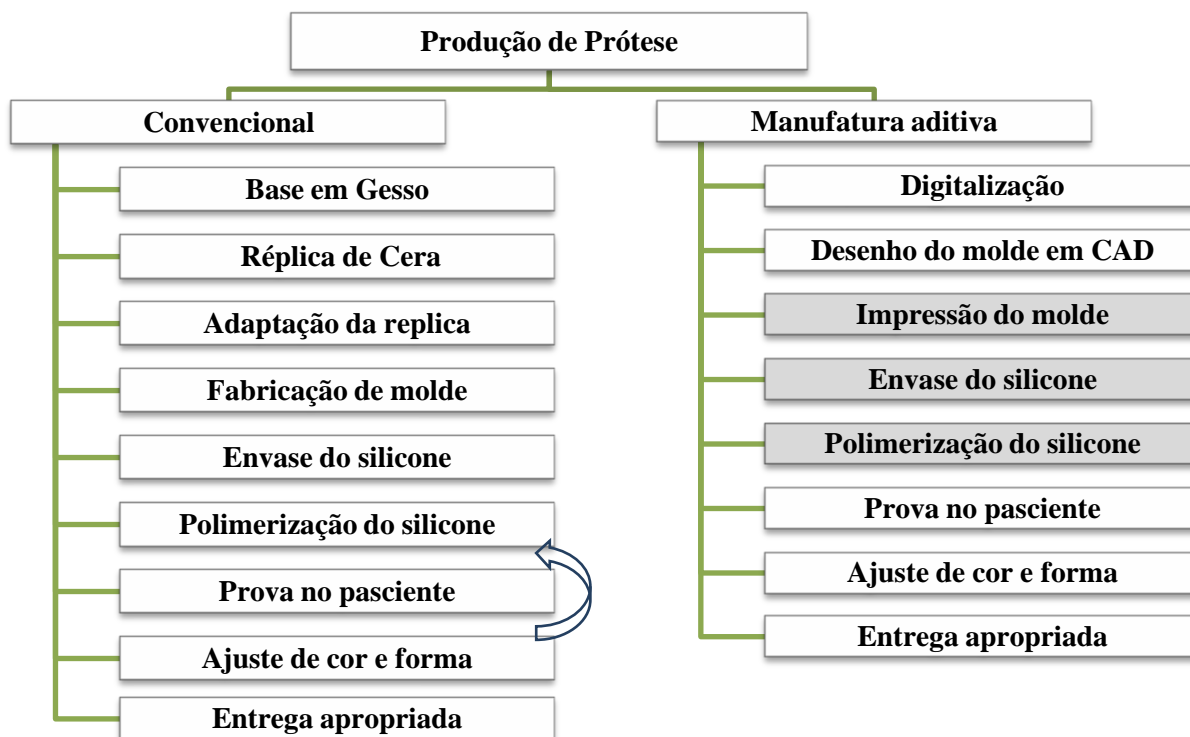 Produção de Prótese
Convencional
Base em Gesso
Réplica de Cera
Adaptação da replica
Fabricação de molde
Envase do silicone
Polimerização do silicone
Prova no pasciente
Ajuste de cor e forma
Entrega apropriada
Manufatura aditiva
Digitalização
Desenho do molde em CAD
Impressão do molde
Envase do silicone
Polimerização do silicone
Prova no pasciente
Ajuste de cor e forma
Entrega apropriada